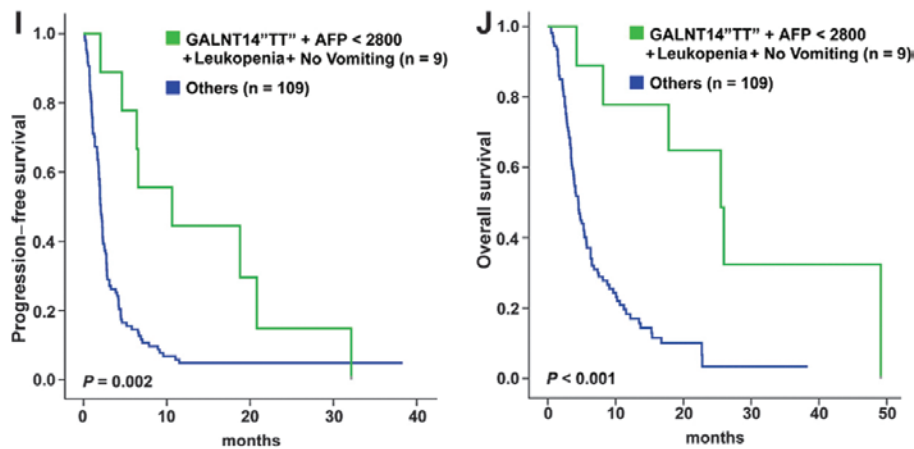 I
GALNT14”TT” + AFP < 2800
+Leukopenia+ No Vomiting (n = 9)
Others (n = 109)
Progression–free survival
1.0
0.8
0.6
0.4
0.2
0.0
P = 0.002
0 10 20 30 40
months
J
GALNT14”TT” + AFP < 2800
+Leukopenia+ No Vomiting (n = 9)
Others (n = 109)
Overall survival
1.0
0.8
0.6
0.4
0.2
0.0
P < 0.001
0 10 20 30 40 50
months